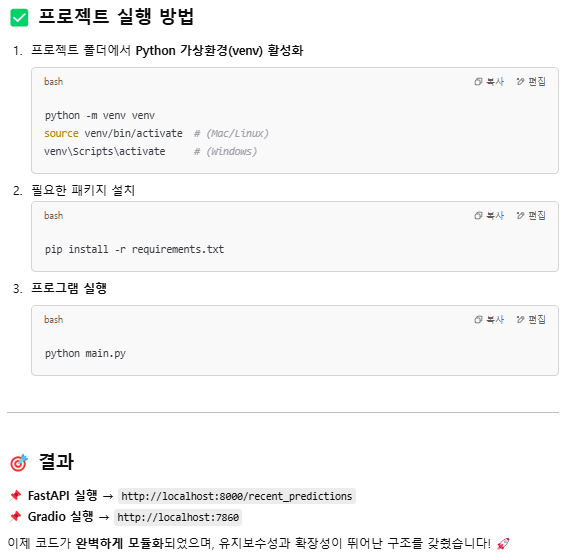 ✅ 프로젝트 실행 방법
1. 프로젝트 폴더에서 Python 가상환경(venv) 활성화
bash 복사 편집
python -m venv venv
source venv/bin/activate # (Mac/Linux)
venv\Scripts\activate # (Windows)
2. 필요한 패키지 설치
bash 복사 편집
pip install -r requirements.txt
3. 프로그램 실행
bash 복사 편집
python main.py
🎯 결과
📌 FastAPI 실행 → http://localhost:8000/recent_predictions
📌 Gradio 실행 → http://localhost:7860
이제 코드가 완벽하게 모듈화되었으며, 유지보수성과 확장성이 뛰어난 구조를 갖췄습니다! 🚀